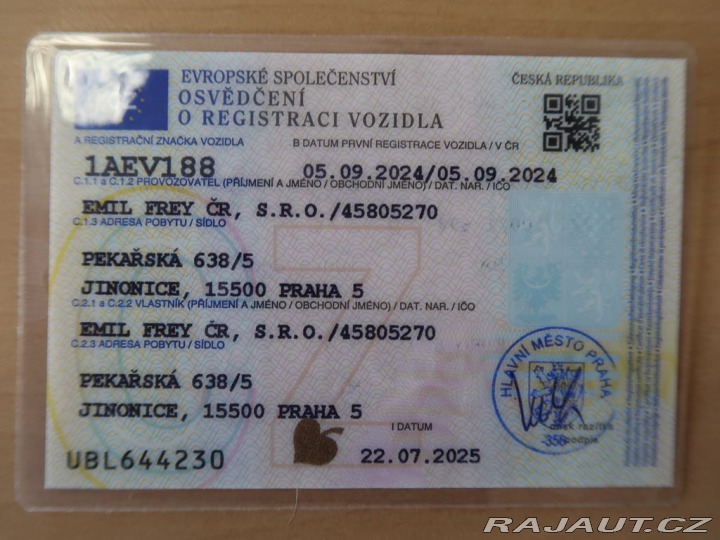 EVROPSKÉ SPOLEČENSTVÍ
ČESKÁ REPUBLIKA
OSVĚDČENÍ
O REGISTRACI VOZIDLA
A REGISTRAČNÍ ZNAČKA VOZIDLA
B DATUM PRVNÍ REGISTRACE VOZIDLA / V ČR
1AEV188
05.09.2024/05.09.2024
C.1.1 a C.1.2 PROVOZOVATEL (PŘÍJMENÍ A JMÉNO / OBCHODNÍ JMÉNO) / DAT. NAR. / IČO
EMIL FREY ČR, S.R.O./45805270
C.1.3 ADRESA POBYTU / SÍDLO
PEKAŘSKÁ 638/5
JINONICE, 15500 PRAHA 5
C.2.1 a C.2.2 VLASTNÍK (PŘÍJMENÍ A JMÉNO / OBCHODNÍ JMÉNO) / DAT. NAR. / IČO
EMIL FREY ČR, S.R.O./45805270
C.2.3 ADRESA POBYTU / SÍDLO
PEKAŘSKÁ 638/5
JINONICE, 15500 PRAHA 5
HLAVNÍ MĚSTO PRAHA
-358-
otisk razítka
podpis
I DATUM
UBL644230
22.07.2025
RAJAUT.CZ